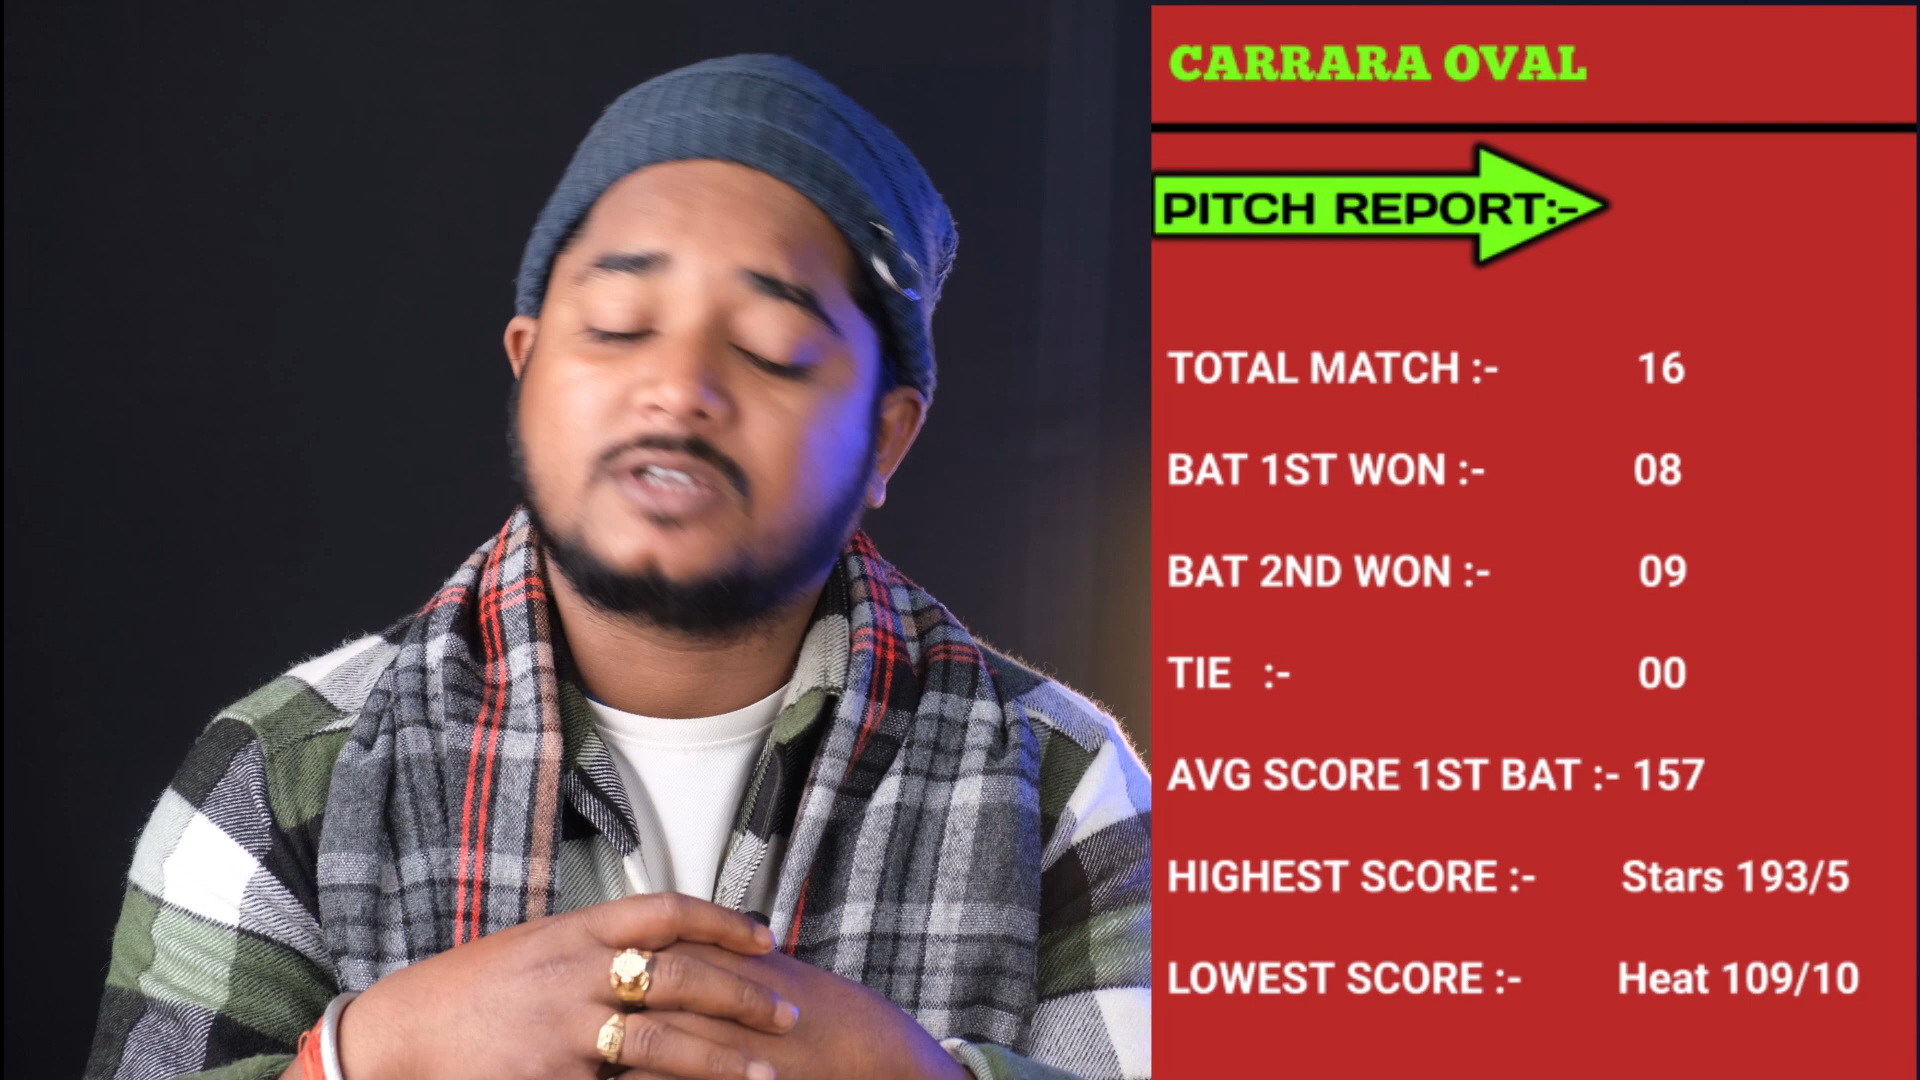 CARRARA OVAL
PITCH REPORT:-
TOTAL MATCH :- 16
BAT 1ST WON :- 08
BAT 2ND WON :- 09
TIE :- 00
AVG SCORE 1ST BAT :- 157
HIGHEST SCORE :- Stars 193/5
LOWEST SCORE :- Heat 109/10